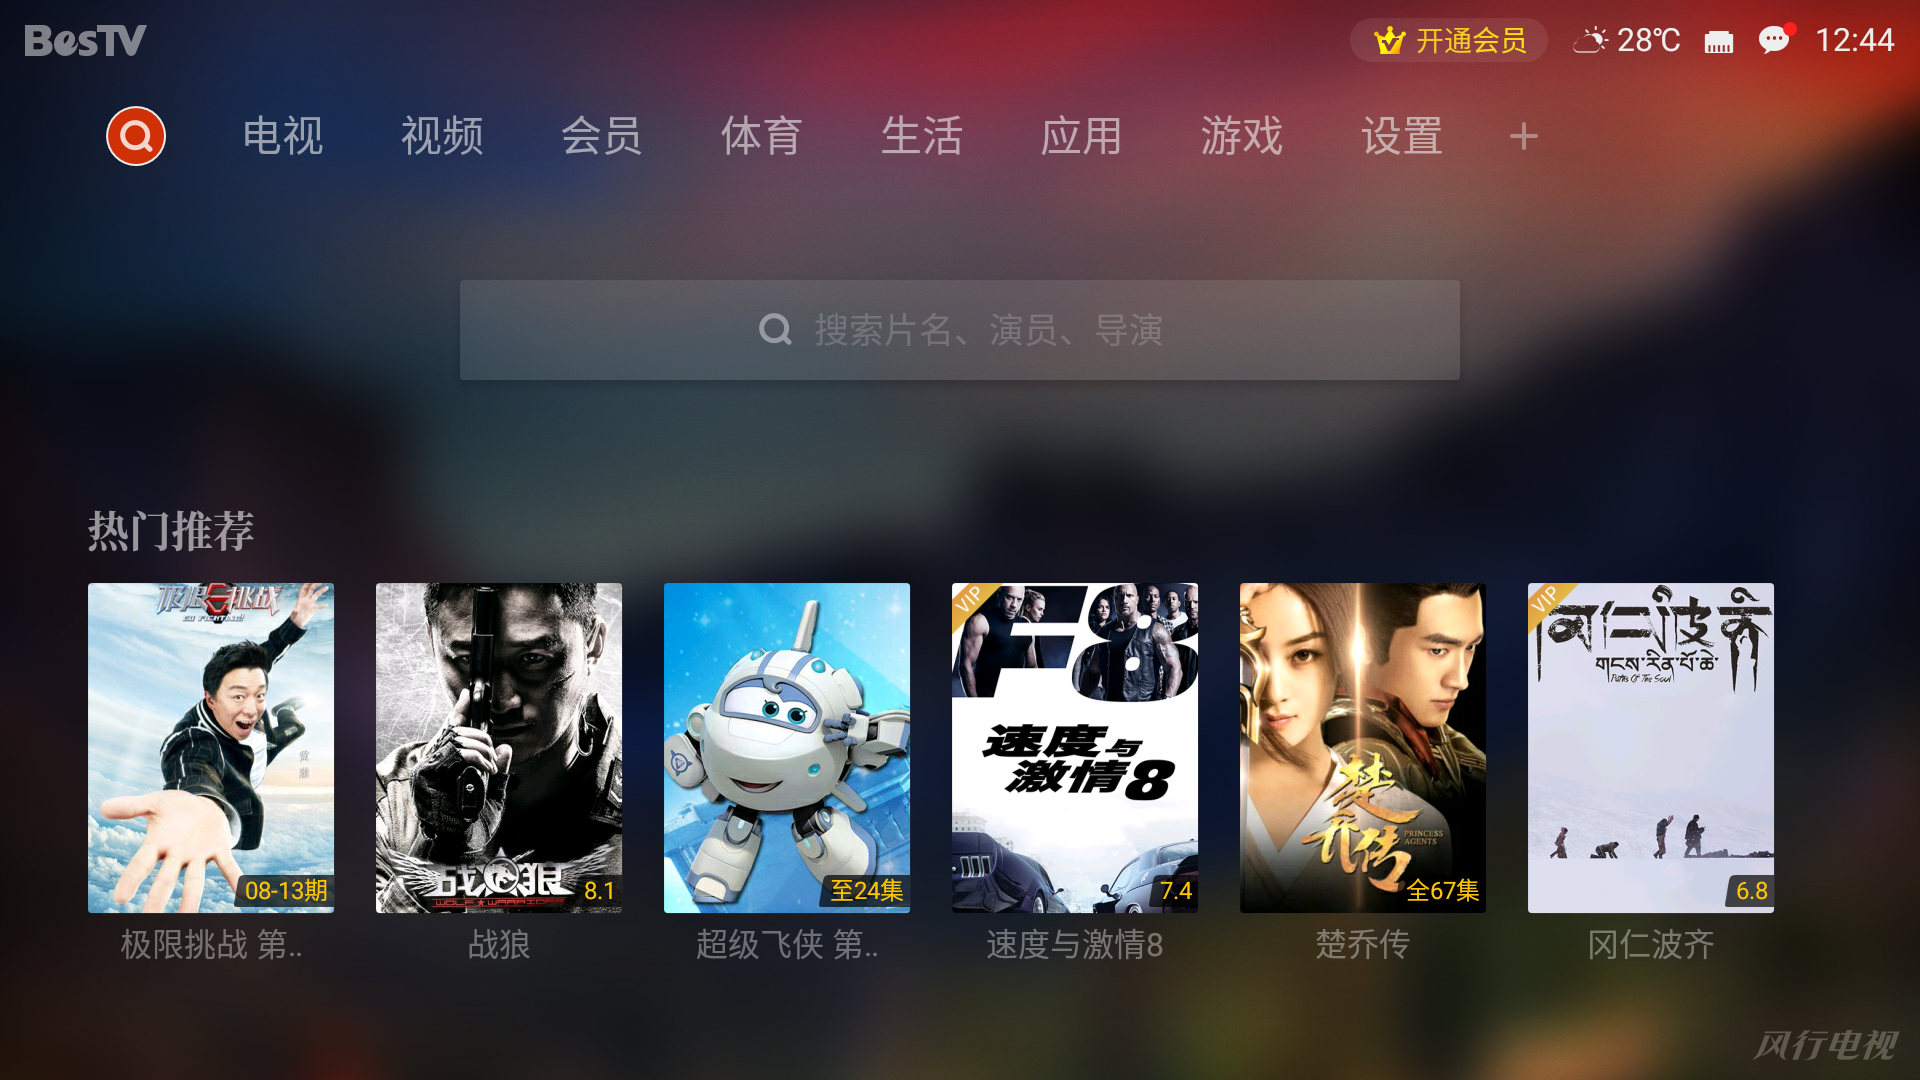 BesTV
开通会员
28℃
12:44
电视
视频
会员
体育
生活
应用
游戏
设置
搜索片名、演员、导演
热门推荐
极限挑战
GO FIGHTING!
黄渤
08-13期
战狼
WOLF★WARRIORS
8.1
至24集
VIP
F8
速度与
激情8
7.4
楚乔传
PRINCESS
AGENTS
全67集
VIP
冈仁波齐
གངས་རིན་པོ་ཆེ་
Paths Of The Soul
6.8
极限挑战 第..
战狼
超级飞侠 第..
速度与激情8
楚乔传
冈仁波齐
风行电视